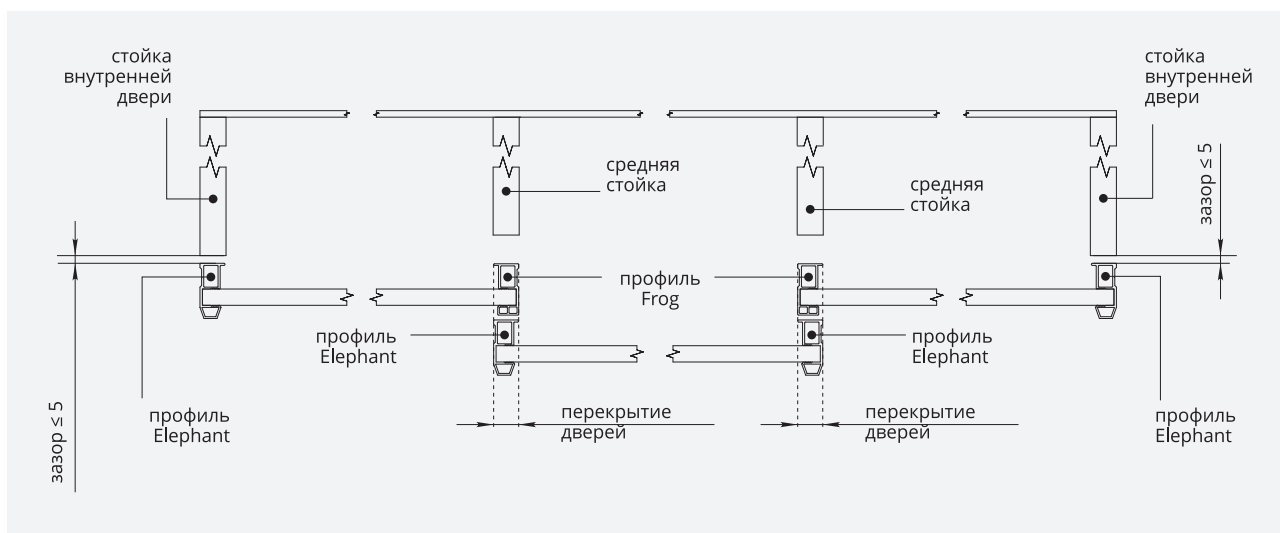 стойка
внутренней
двери
стойка
внутренней
двери
средняя
стойка
средняя
стойка
зазор ≤ 5
профиль
Frog
профиль
Elephant
профиль
Elephant
зазор ≤ 5
профиль
Elephant
перекрытие
дверей
перекрытие
дверей
профиль
Elephant